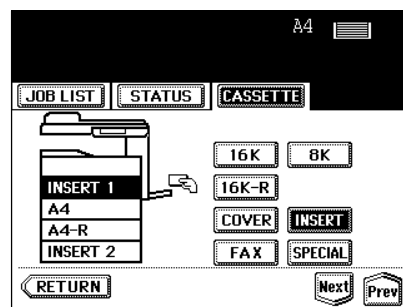 A4
JOB LIST STATUS CASSETTE
16K 8K
INSERT 1 16K-R
A4
A4-R COVER INSERT
INSERT 2 FAX SPECIAL
RETURN Next Prev